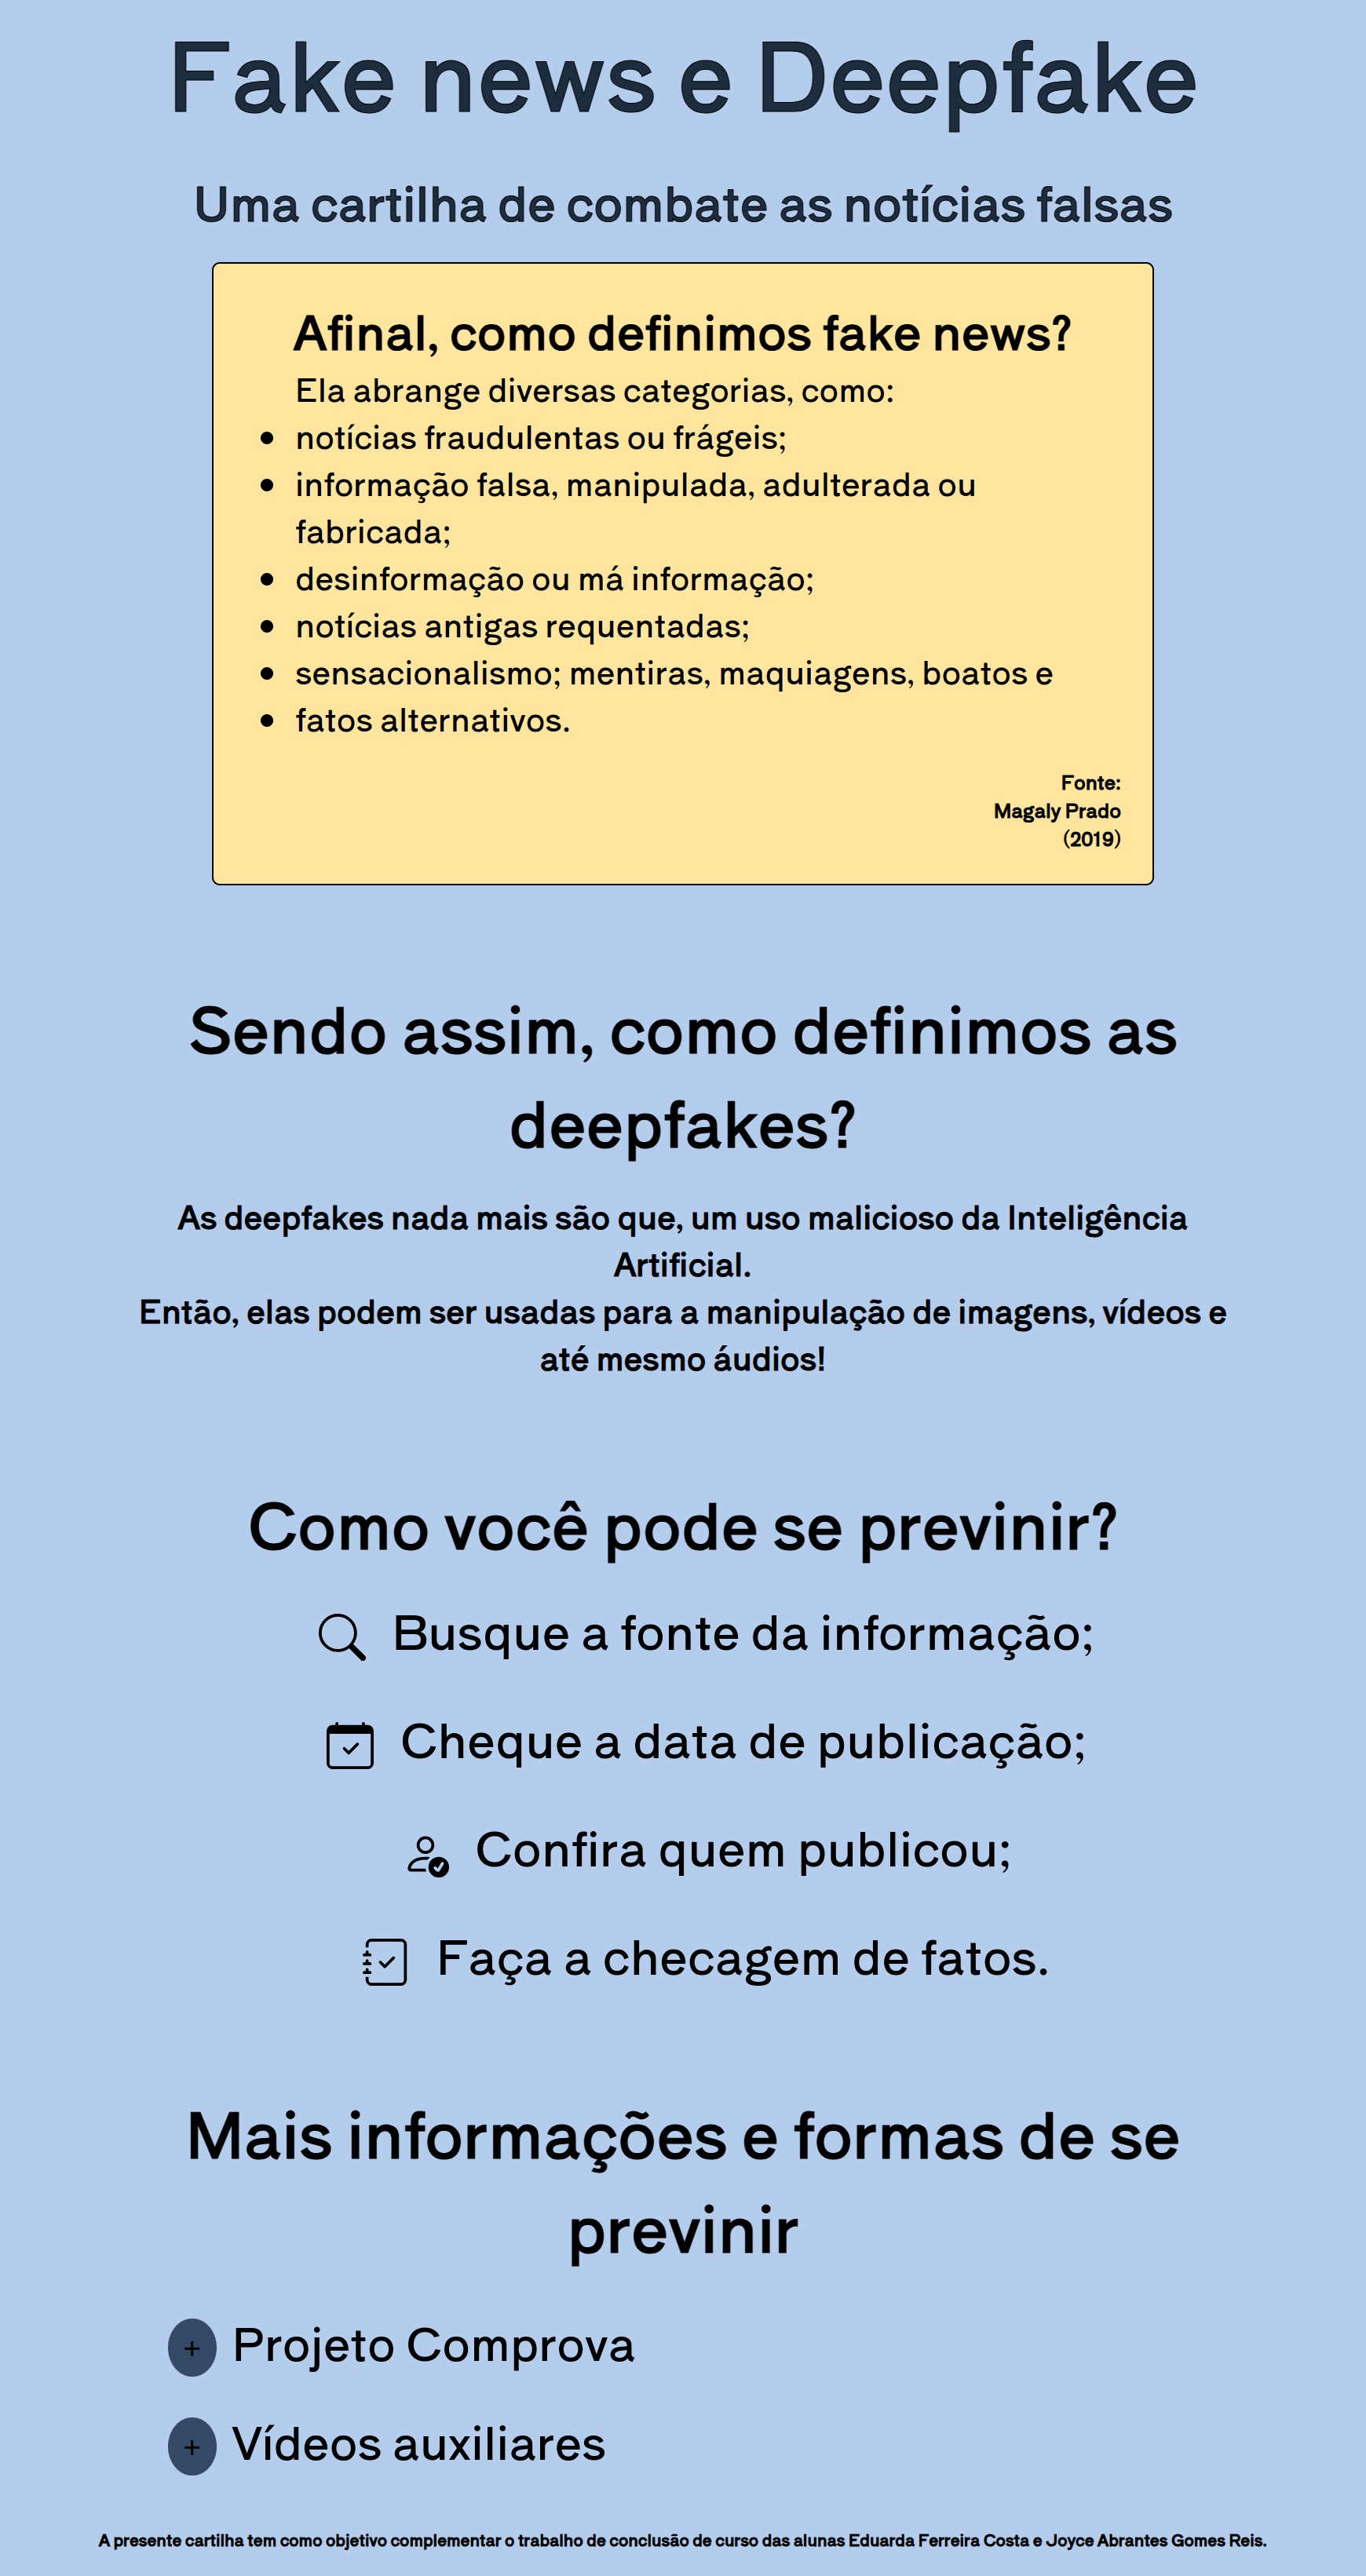 Fake news e Deepfake
Uma cartilha de combate as notícias falsas
Afinal, como definimos fake news?
Ela abrange diversas categorias, como:
• notícias fraudulentas ou frágeis;
• informação falsa, manipulada, adulterada ou
fabricada;
• desinformação ou má informação;
• notícias antigas requentadas;
• sensacionalismo; mentiras, maquiagens, boatos e
• fatos alternativos.
Fonte:
Magaly Prado
(2019)
Sendo assim, como definimos as
deepfakes?
As deepfakes nada mais são que, um uso malicioso da Inteligência
Artificial.
Então, elas podem ser usadas para a manipulação de imagens, vídeos e
até mesmo áudios!
Como você pode se previnir?
Busque a fonte da informação;
Cheque a data de publicação;
Confira quem publicou;
Faça a checagem de fatos.
Mais informações e formas de se
previnir
+ Projeto Comprova
+ Vídeos auxiliares
A presente cartilha tem como objetivo complementar o trabalho de conclusão de curso das alunas Eduarda Ferreira Costa e Joyce Abrantes Gomes Reis.